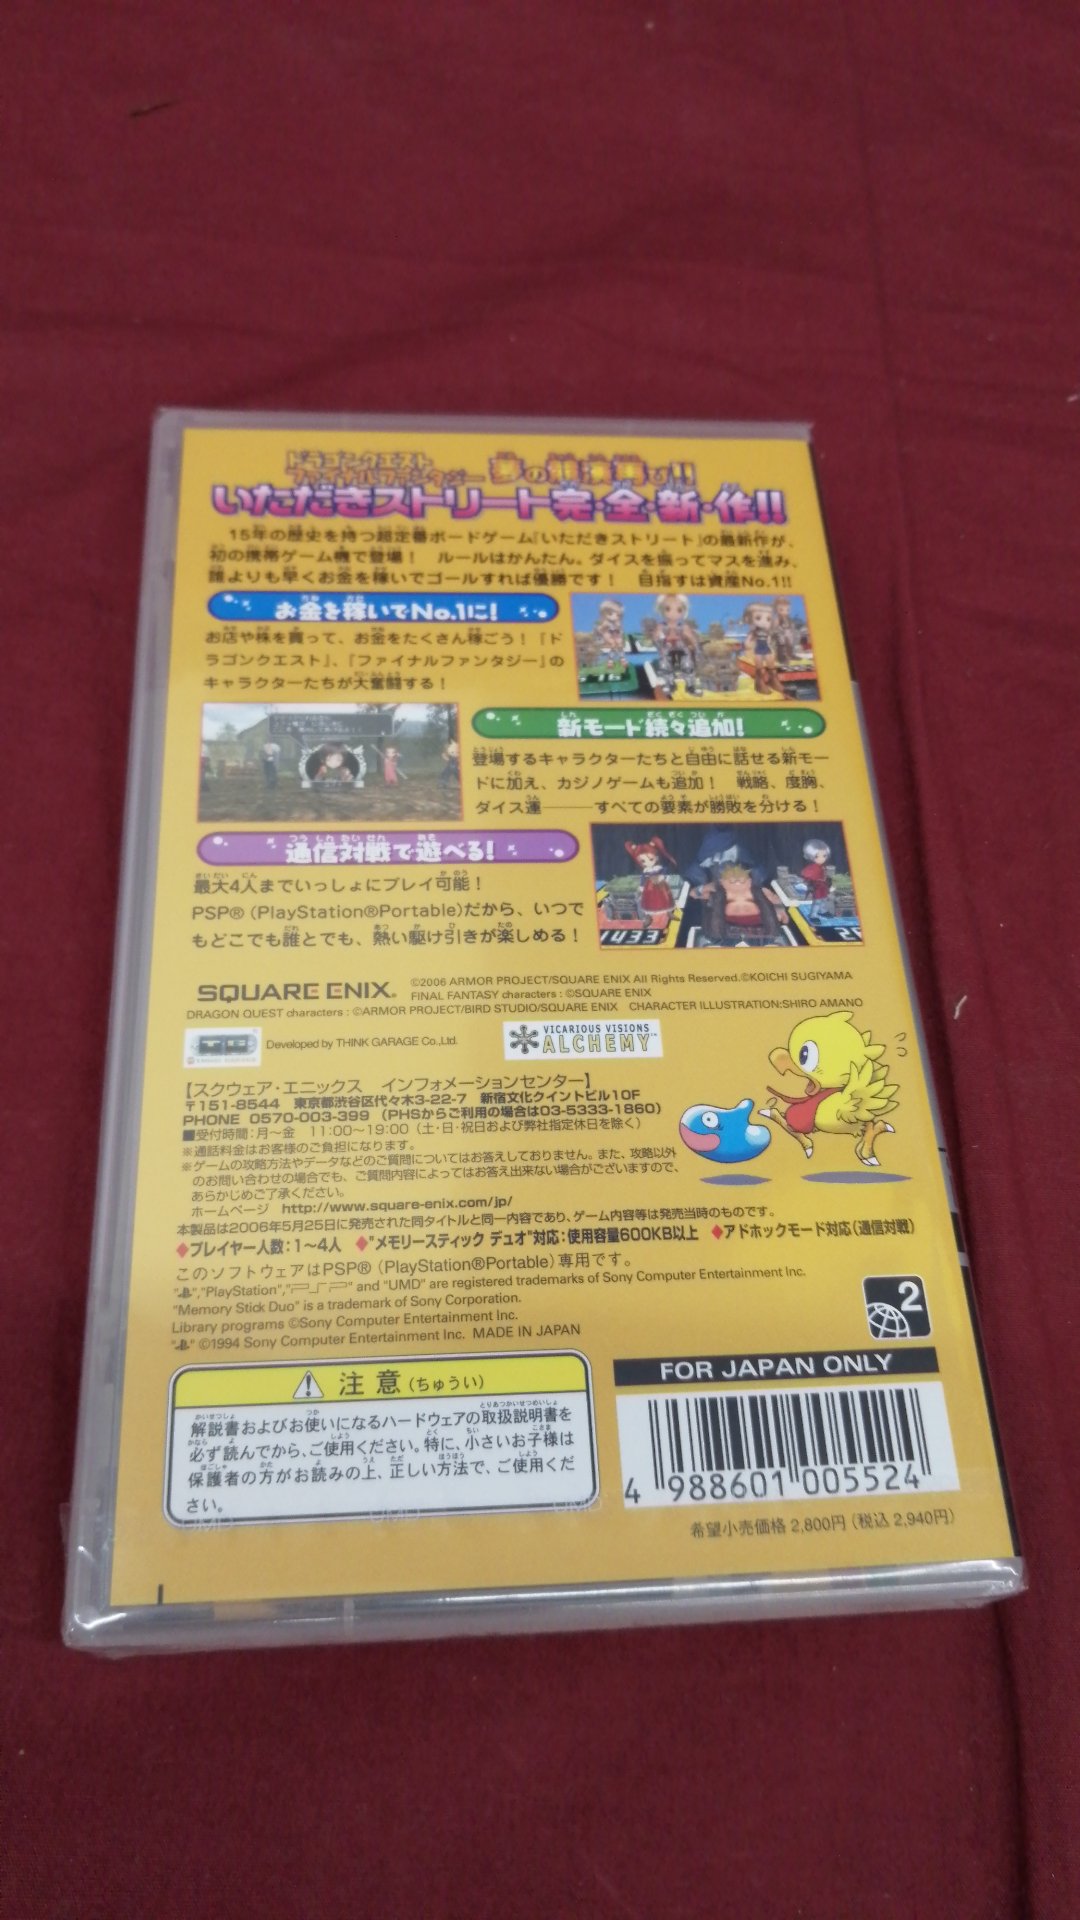 ドラゴンクエスト
ファイナルファンタジー 夢の競演再び!!
いただきストリート完・全・新・作!!
15年の歴史を持つ超定番ボードゲーム『いただきストリート』の最新作が、
初の携帯ゲーム機で登場! ルールはかんたん。ダイスを振ってマスを進み、
誰よりも早くお金を稼いでゴールすれば優勝です! 目指すは資産No.1!!
お金を稼いでNo.1に!
お店や株を買って、お金をたくさん稼ごう!『ド
ラゴンクエスト』、『ファイナルファンタジー』の
キャラクターたちが大奮闘する!
新モード続々追加!
登場するキャラクターたちと自由に話せる新モー
ドに加え、カジノゲームも追加! 戦略、度胸、
ダイス運――すべての要素が勝敗を分ける!
通信対戦で遊べる!
最大4人までいっしょにプレイ可能!
PSP®(PlayStation®Portable)だから、いつで
もどこでも誰とでも、熱い駆け引きが楽しめる!
1433
SQUARE ENIX.
©2006 ARMOR PROJECT/SQUARE ENIX All Rights Reserved.©KOICHI SUGIYAMA
FINAL FANTASY characters : ©SQUARE ENIX
DRAGON QUEST characters : ©ARMOR PROJECT/BIRD STUDIO/SQUARE ENIX CHARACTER ILLUSTRATION:SHIRO AMANO
Developed by THINK GARAGE Co.,Ltd.
VICARIOUS VISIONS
ALCHEMY™
【スクウェア・エニックス インフォメーションセンター】
〒151-8544 東京都渋谷区代々木3-22-7 新宿文化クイントビル10F
PHONE 0570-003-399 (PHSからご利用の場合は03-5333-1860)
■受付時間:月〜金 11:00〜19:00(土・日・祝日および弊社指定休日を除く)
※通話料金はお客様のご負担になります。
※ゲームの攻略方法やデータなどのご質問についてはお答えしておりません。また、攻略以外
のお問い合わせの場合でも、ご質問内容によってはお答え出来ない場合がございますので、
あらかじめご了承ください。
ホームページ http://www.square-enix.com/jp/
本製品は2006年5月25日に発売された同タイトルと同一内容であり、ゲーム内容等は発売当時のものです。
◆プレイヤー人数:1〜4人 ◆"メモリースティック デュオ"対応:使用容量600KB以上 ◆アドホックモード対応(通信対戦)
このソフトウェアはPSP®(PlayStation®Portable)専用です。
"","PlayStation","PSP" and "UMD" are registered trademarks of Sony Computer Entertainment Inc.
"Memory Stick Duo" is a trademark of Sony Corporation.
Library programs ©Sony Computer Entertainment Inc.
"" ©1994 Sony Computer Entertainment Inc. MADE IN JAPAN
2
注意(ちゅうい)
解説書およびお使いになるハードウェアの取扱説明書を
必ず読んでから、ご使用ください。特に、小さいお子様は
保護者の方がお読みの上、正しい方法で、ご使用くだ
さい。
FOR JAPAN ONLY
4 988601 005524
希望小売価格 2,800円(税込 2,940円)